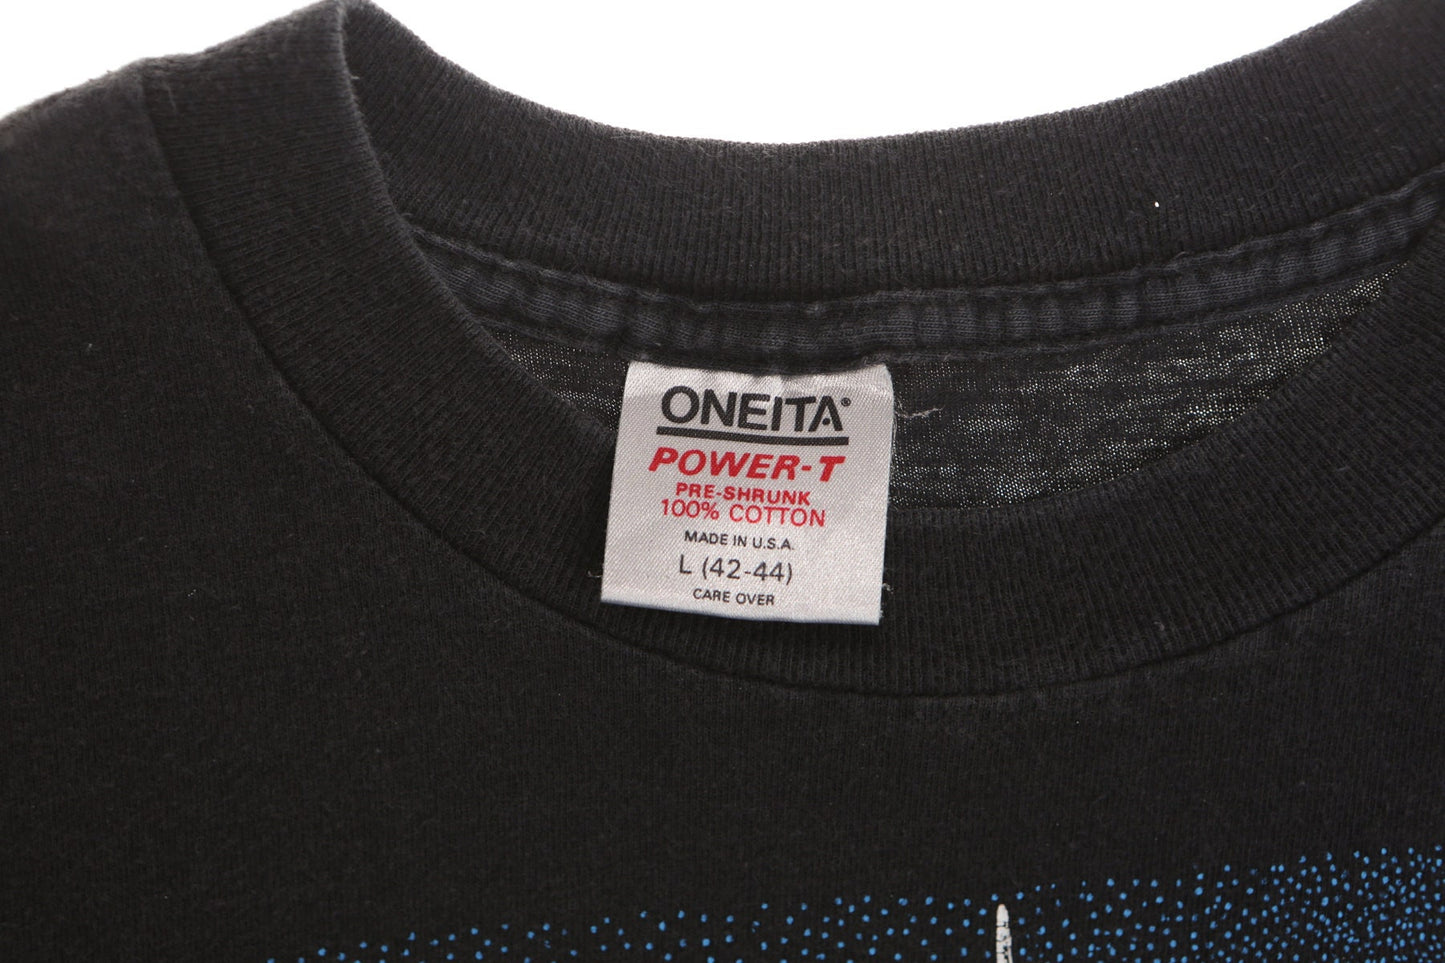 ONEITA®
POWER-T
PRE-SHRUNK
100% COTTON
MADE IN U.S.A.
L (42-44)
CARE OVER